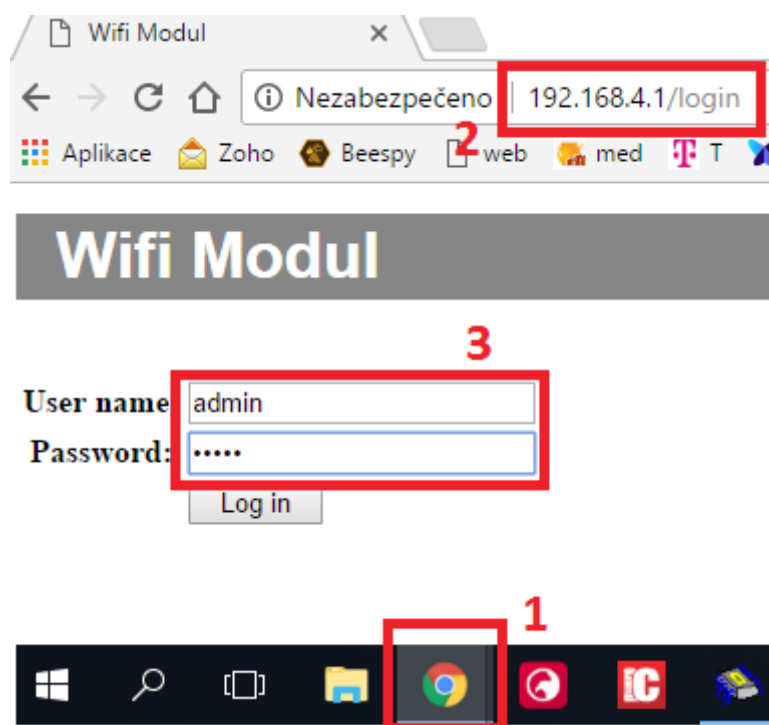 Wifi Modul
Nezabezpečeno | 192.168.4.1/login
2
Aplikace Zoho Beespy web med T T
Wifi Modul
3
User name admin
Password: •••••
Log in
1
IC